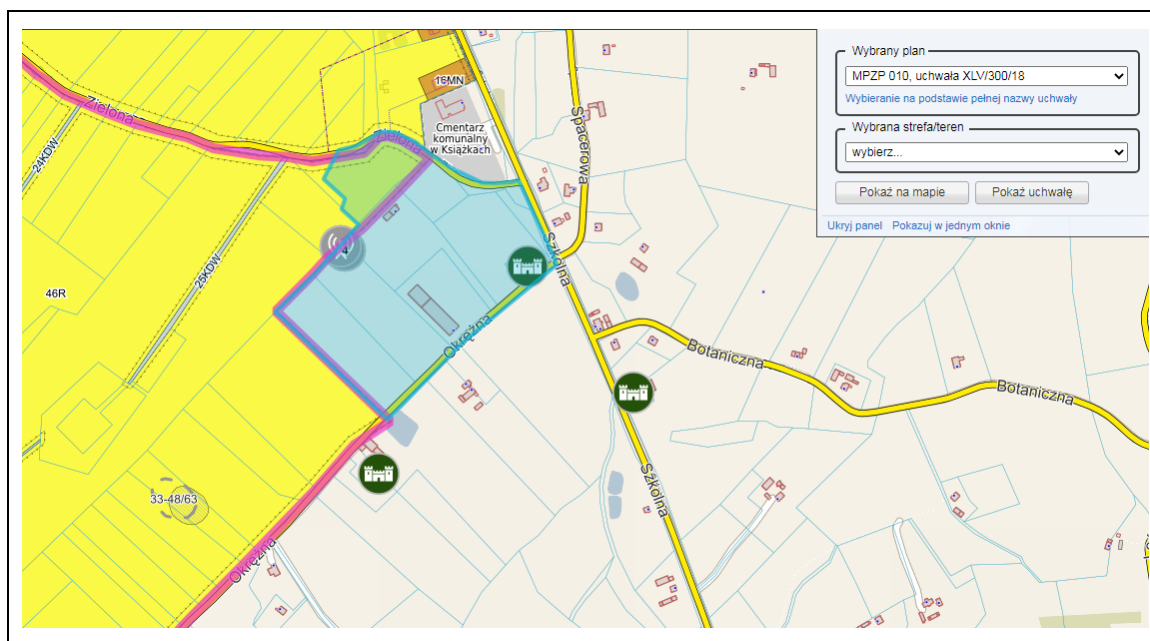 Wybrany plan
MPZP 010, uchwała XLV/300/18
Wybieranie na podstawie pełnej nazwy uchwały
Wybrana strefa/teren
wybierz...
Pokaż na mapie
Pokaż uchwałę
Ukryj panel
Pokazuj w jednym oknie
16MN
Zielona
Cmentarz
komunalny
w Książkach
Zielona
Spacerowa
24KDW
Szkolna
25KDW
46R
Okrężna
Botaniczna
Botaniczna
33-48/63
Szkolna
Okrężna